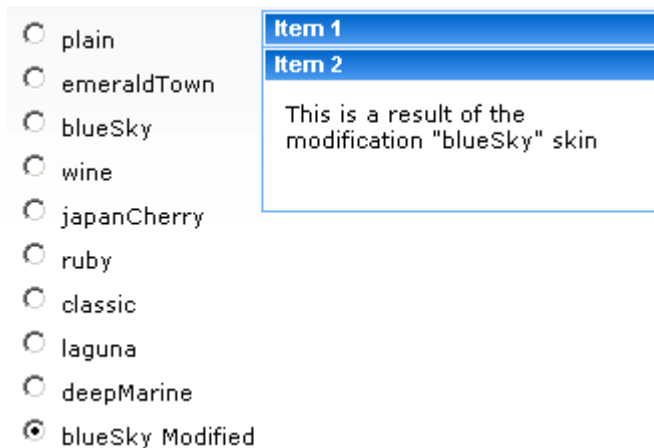 plain
emeraldTown
blueSky
wine
japanCherry
ruby
classic
laguna
deepMarine
blueSky Modified
Item 1
Item 2
This is a result of the
modification "blueSky" skin